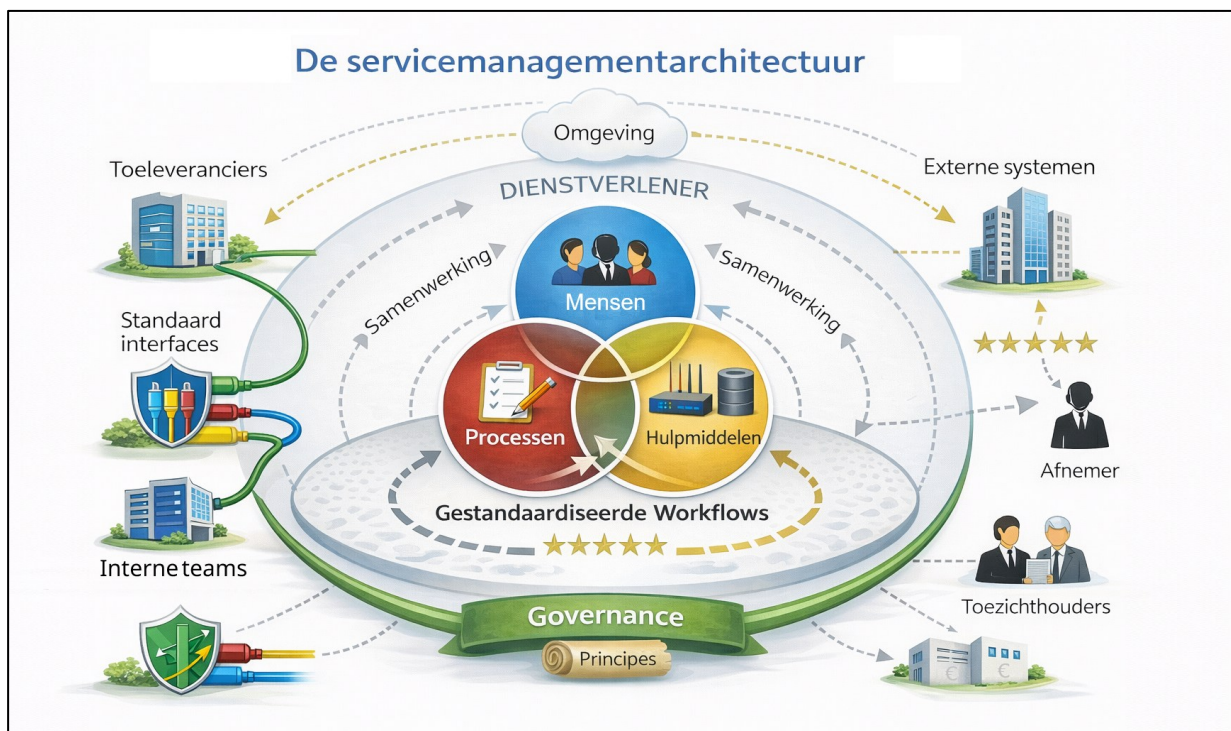 De servicemanagementarchitectuur
Omgeving
Toeleveranciers
Externe systemen
DIENSTVERLENER
Samenwerking
Samenwerking
Mensen
Standaard
interfaces
Processen
Hulpmiddelen
Afnemer
Gestandaardiseerde Workflows
Interne teams
Toezichthouders
Governance
Principes
€
€